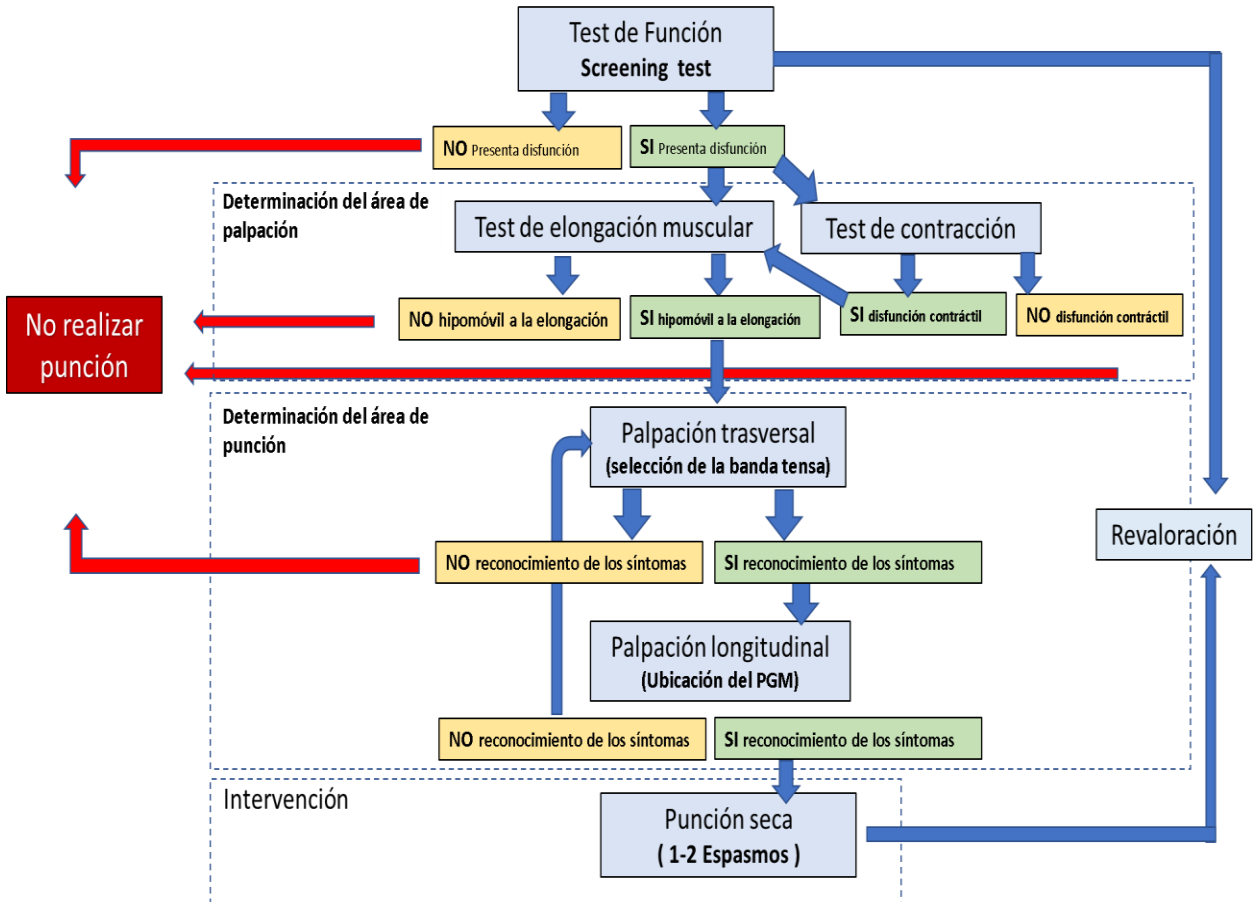 Test de Función
Screening test
NO Presenta disfunción
SI Presenta disfunción
Determinación del área de
palpación
Test de elongación muscular
Test de contracción
No realizar
punción
NO hipomóvil a la elongación
SI hipomóvil a la elongación
SI disfunción contráctil
NO disfunción contráctil
Determinación del área de
punción
Palpación trasversal
(selección de la banda tensa)
Revaloración
NO reconocimiento de los síntomas
SI reconocimiento de los síntomas
Palpación longitudinal
(Ubicación del PGM)
NO reconocimiento de los síntomas
SI reconocimiento de los síntomas
Intervención
Punción seca
( 1-2 Espasmos )